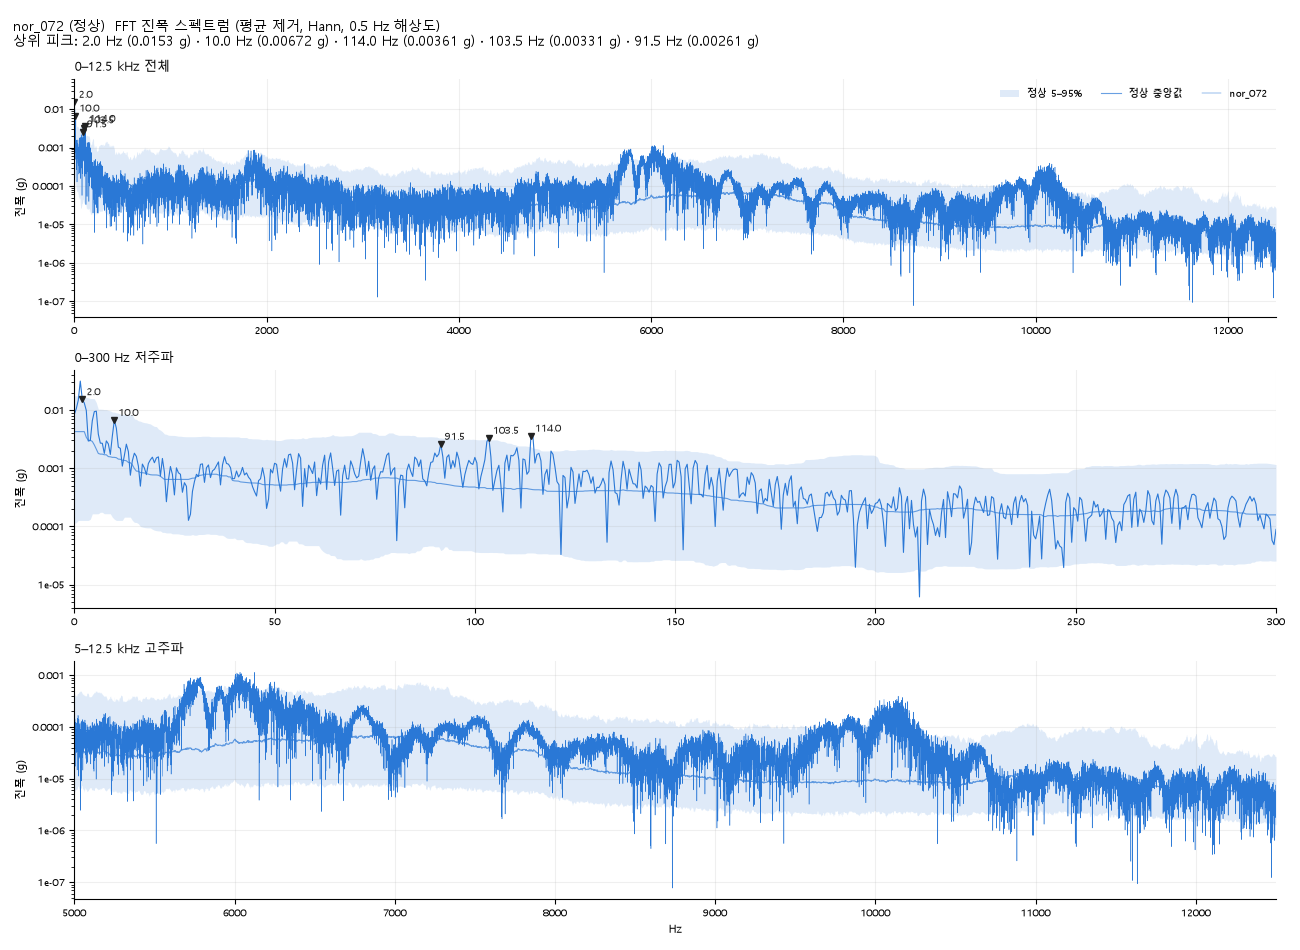 nor_072 (정상)  FFT 진폭 스펙트럼 (평균 제거, Hann, 0.5 Hz 해상도)
상위 피크: 2.0 Hz (0.0153 g) · 10.0 Hz (0.00672 g) · 114.0 Hz (0.00361 g) · 103.5 Hz (0.00331 g) · 91.5 Hz (0.00261 g)
0–12.5 kHz 전체
정상 5–95%
정상 중앙값
nor_072
2.0
10.0
114.0
103.5
91.5
0.01
0.001
0.0001
1e-05
1e-06
1e-07
진폭 (g)
0 2000 4000 6000 8000 10000 12000
0–300 Hz 저주파
2.0
10.0
91.5
103.5
114.0
0.01
0.001
0.0001
1e-05
진폭 (g)
0 50 100 150 200 250 300
5–12.5 kHz 고주파
0.001
0.0001
1e-05
1e-06
1e-07
진폭 (g)
5000 6000 7000 8000 9000 10000 11000 12000
Hz